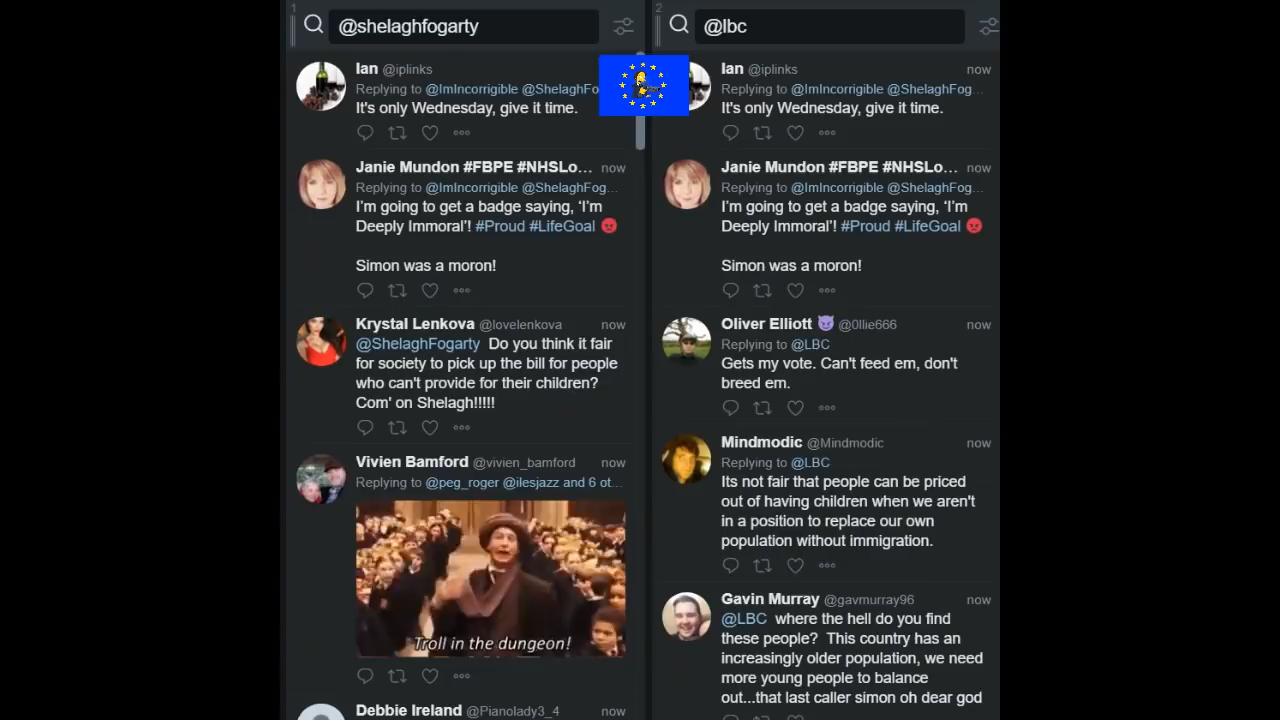 1
@shelaghfogarty
Ian @iplinks
Replying to @ImIncorrigible @ShelaghFo
It's only Wednesday, give it time.
Janie Mundon #FBPE #NHSLo... now
Replying to @ImIncorrigible @ShelaghFog...
I'm going to get a badge saying, ‘I'm
Deeply Immoral’! #Proud #LifeGoal 😡
Simon was a moron!
Krystal Lenkova @lovelenkova now
@ShelaghFogarty Do you think it fair
for society to pick up the bill for people
who can't provide for their children?
Com' on Shelagh!!!!!
Vivien Bamford @vivien_bamford now
Replying to @peg_roger @ilesjazz and 6 ot...
Troll in the dungeon!
Debbie Ireland @Pianolady3_4 now
2
@lbc
Ian @iplinks now
Replying to @ImIncorrigible @ShelaghFog...
It's only Wednesday, give it time.
Janie Mundon #FBPE #NHSLo... now
Replying to @ImIncorrigible @ShelaghFog...
I'm going to get a badge saying, ‘I'm
Deeply Immoral’! #Proud #LifeGoal 😡
Simon was a moron!
Oliver Elliott 😈 @0llie666 now
Replying to @LBC
Gets my vote. Can't feed em, don't
breed em.
Mindmodic @Mindmodic now
Replying to @LBC
Its not fair that people can be priced
out of having children when we aren't
in a position to replace our own
population without immigration.
Gavin Murray @gavmurray96 now
@LBC where the hell do you find
these people? This country has an
increasingly older population, we need
more young people to balance
out...that last caller simon oh dear god